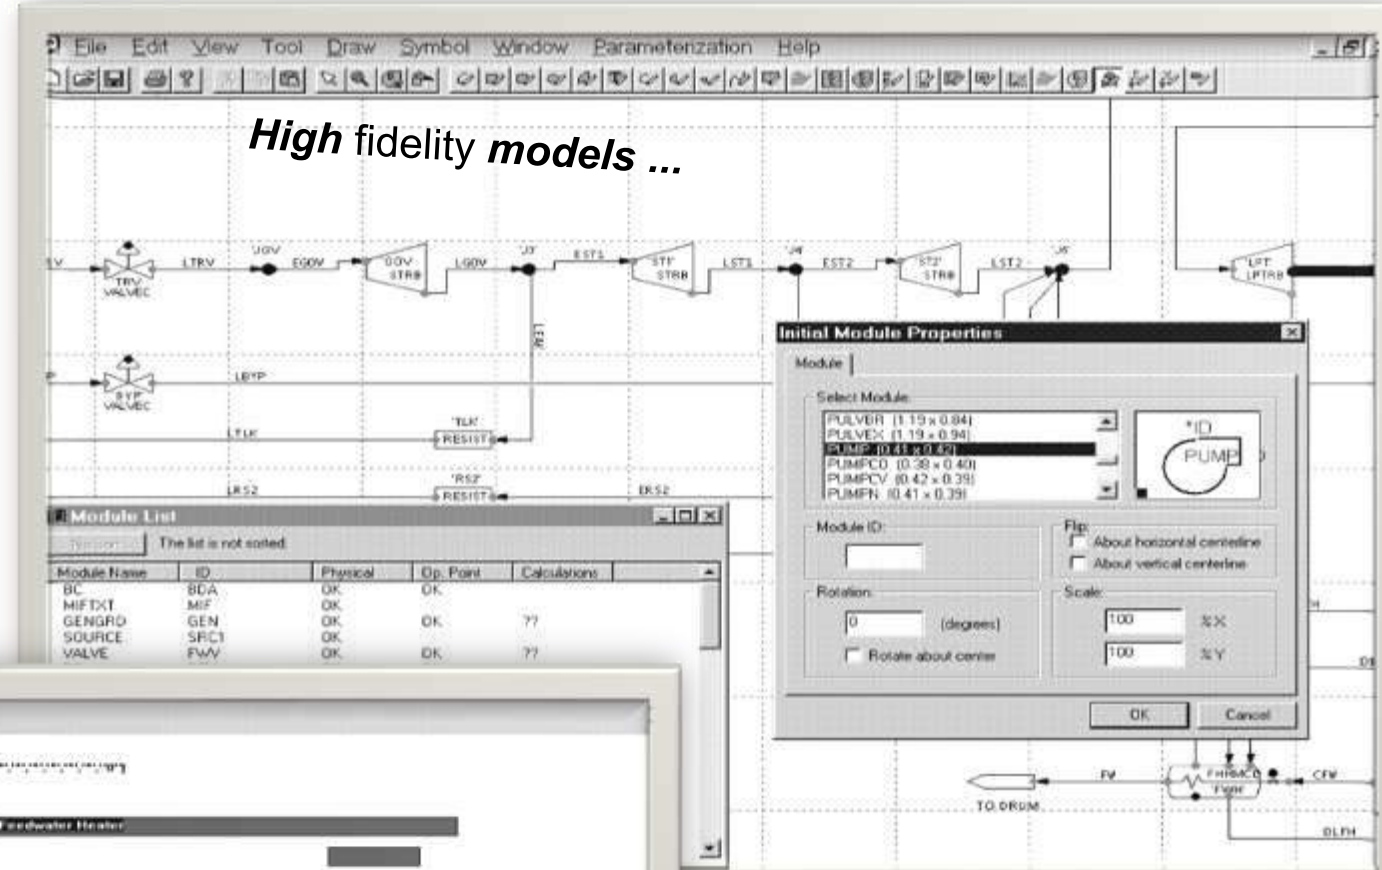 File Edit View Tool Draw Symbol Window Parameterization Help
High fidelity models ...
'JGV' 'J3' 'J4' 'J5'
LTRV EGOV GOV' STRB LGOV EST1 ST1' STRB LST1 EST2 ST2' STRB LST2 'LPT' LPTRB
TRV
VALVEC
LBYP
BYP'
VALVEC
'TLK'
LTLK RESIST
'RS2'
LRS2 RESIST ERS2
Initial Module Properties
Module
Select Module:
PULVER (1.19 x 0.84)
PULVEX (1.19 x 0.94)
PUMP (0.41 x 0.42)
PUMPCD (0.38 x 0.40)
PUMPCV (0.42 x 0.39)
PUMPN (0.41 x 0.39)
*ID
PUMP
Module ID:
Flip:
About horizontal centerline
About vertical centerline
Rotation:
0 (degrees)
Rotate about center
Scale:
100 %X
100 %Y
OK Cancel
Module List
The list is not sorted.
Module Name ID Physical Op. Point Calculations
BC BDA OK OK
MIFTXT MIF OK
GENGRD GEN OK OK ??
SOURCE SRC1 OK
VALVE FWV OK OK ??
Feedwater Heater
FW CFW
TO DRUM
DLFH